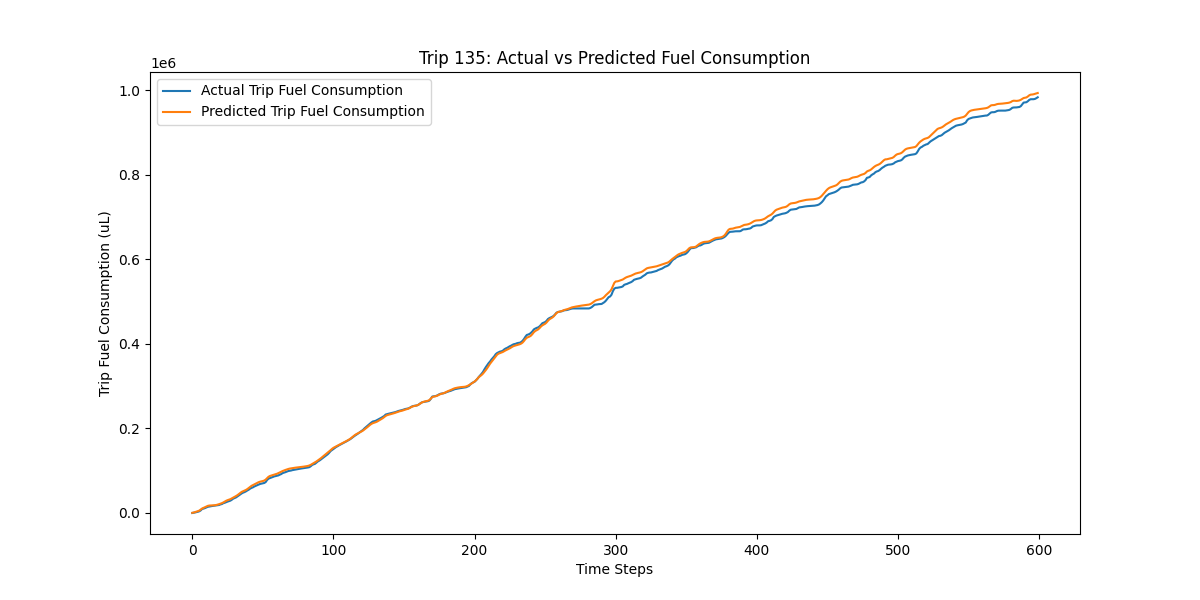 Trip 135: Actual vs Predicted Fuel Consumption
1e6
Actual Trip Fuel Consumption
Predicted Trip Fuel Consumption
1.0
0.8
0.6
0.4
0.2
0.0
Trip Fuel Consumption (uL)
0 100 200 300 400 500 600
Time Steps